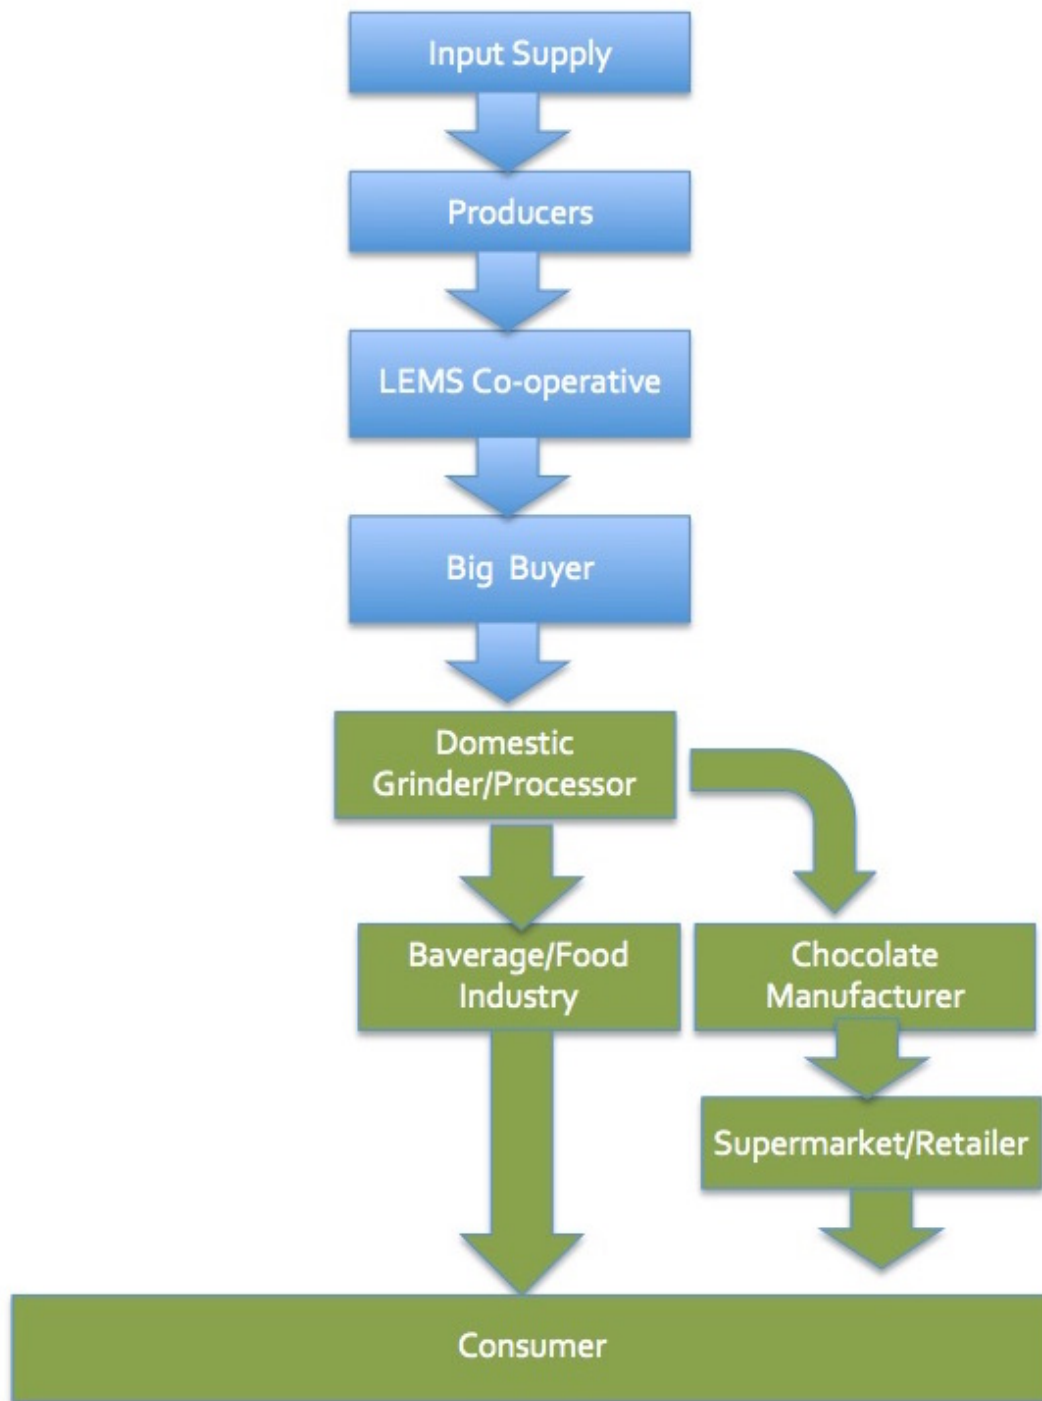 Input Supply
Producers
LEMS Co-operative
Big Buyer
Domestic
Grinder/Processor
Baverage/Food
Industry
Chocolate
Manufacturer
Supermarket/Retailer
Consumer